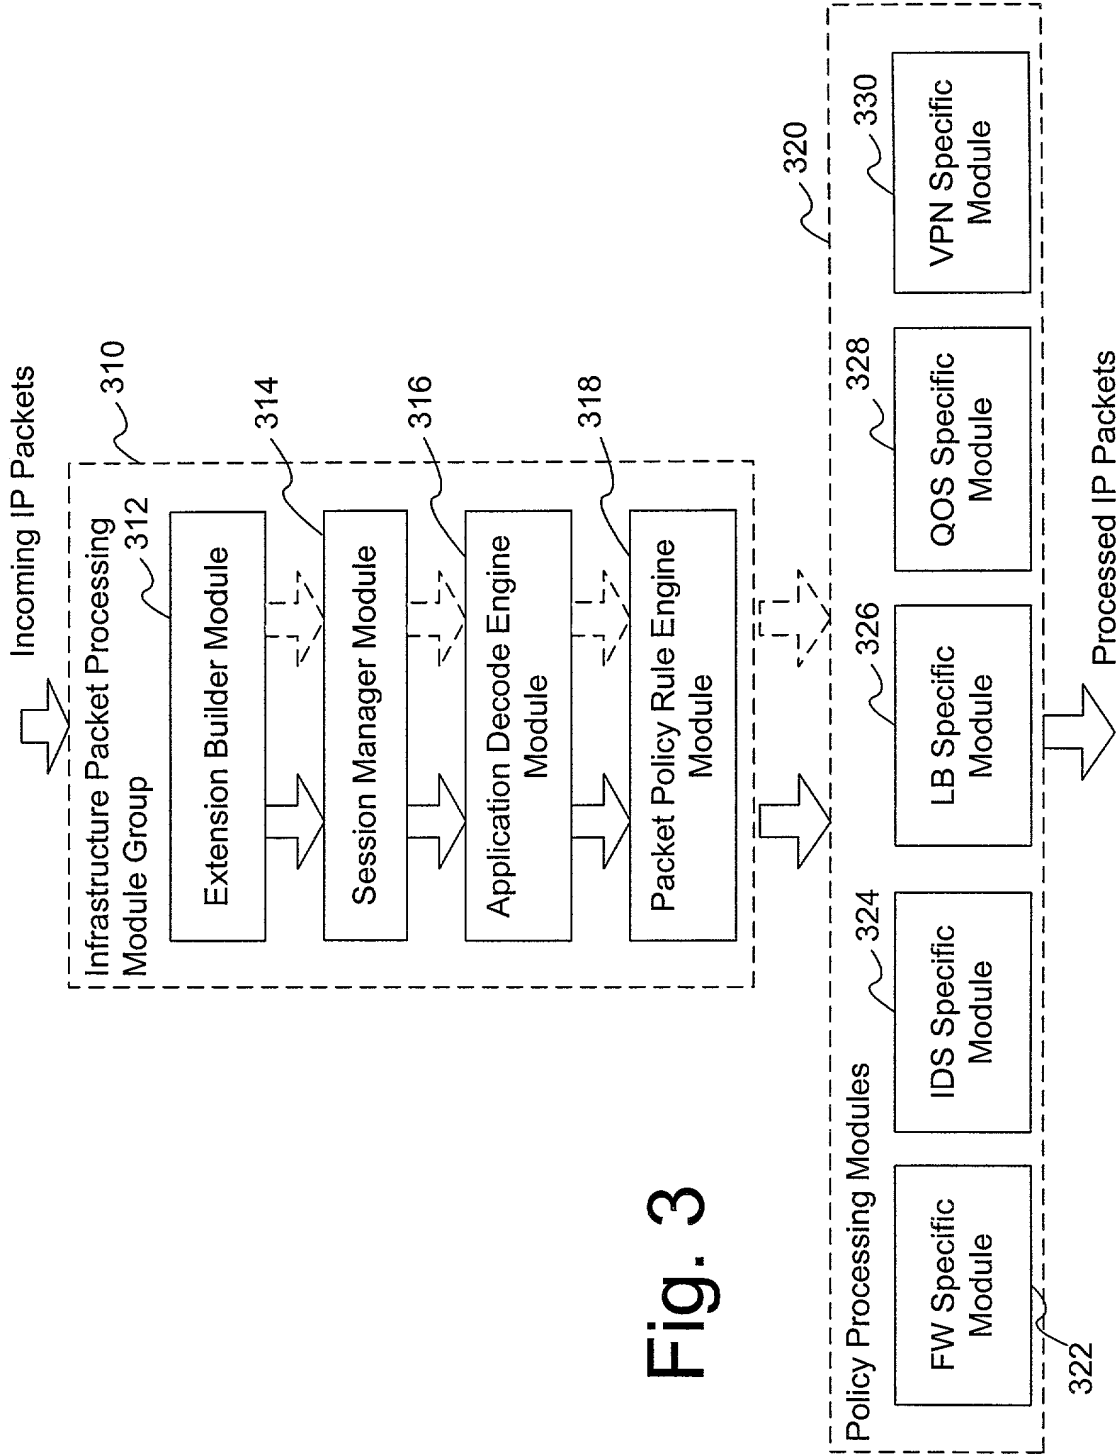 Incoming IP Packets
310
Infrastructure Packet Processing
Module Group
312
Extension Builder Module
314
Session Manager Module
316
Application Decode Engine
Module
318
Packet Policy Rule Engine
Module
320
Policy Processing Modules
322
FW Specific
Module
324
IDS Specific
Module
326
LB Specific
Module
328
QOS Specific
Module
330
VPN Specific
Module
Processed IP Packets
Fig. 3